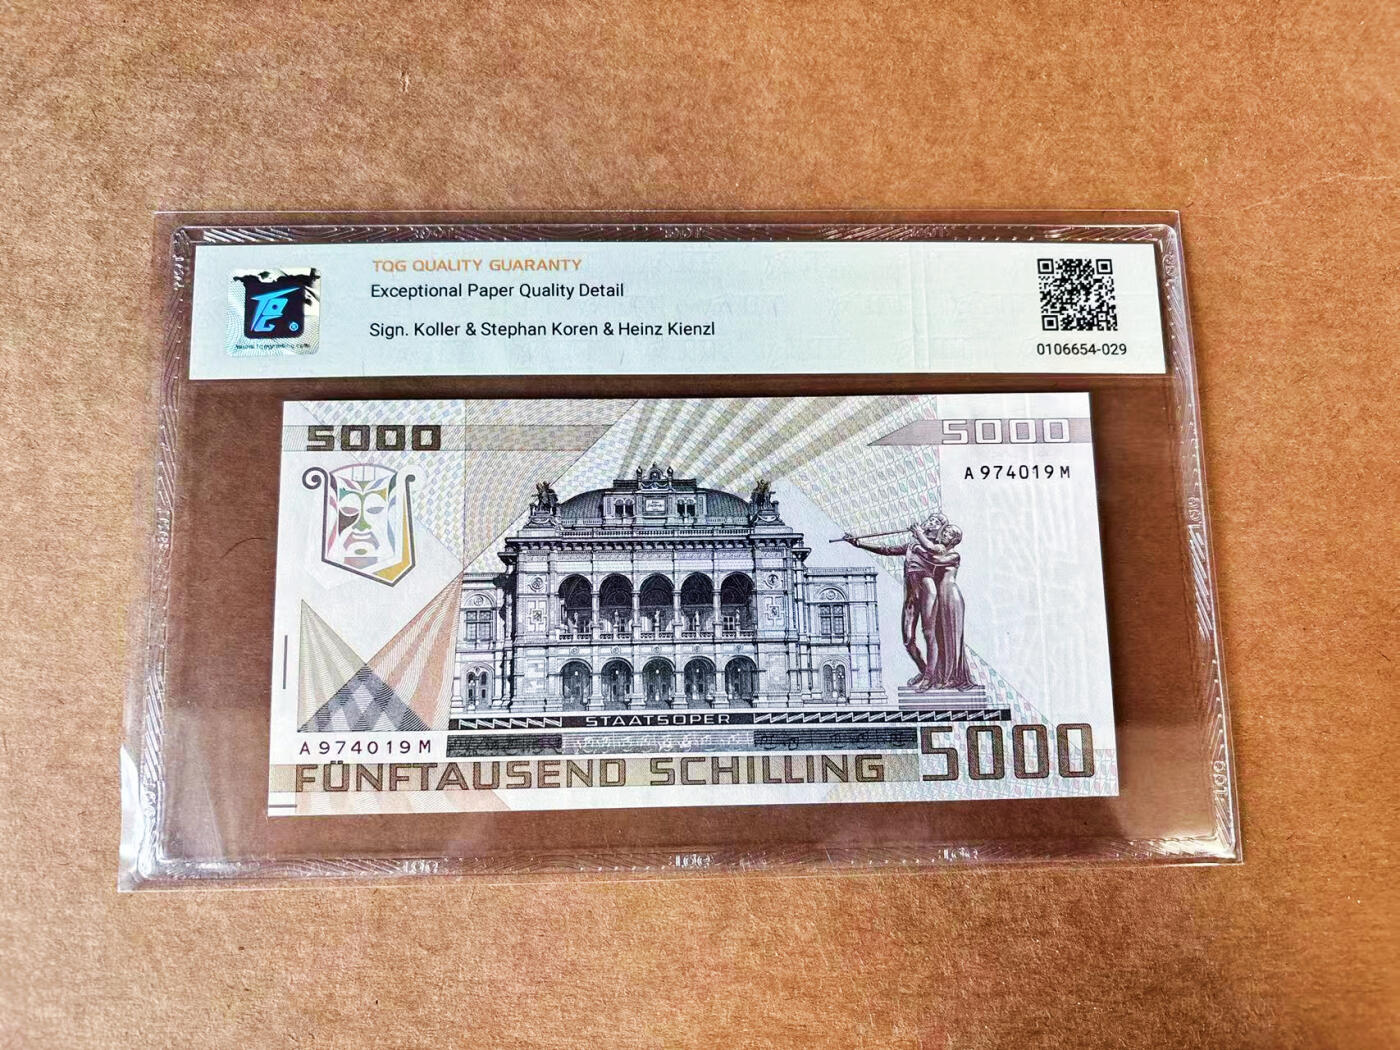 TQG QUALITY GUARANTY
Exceptional Paper Quality Detail
Sign. Koller & Stephan Koren & Heinz Kienzl
0106654-029
5000
5000
A 974019 M
STAATSOPER
A 974019 M
FÜNFTAUSEND SCHILLING
5000